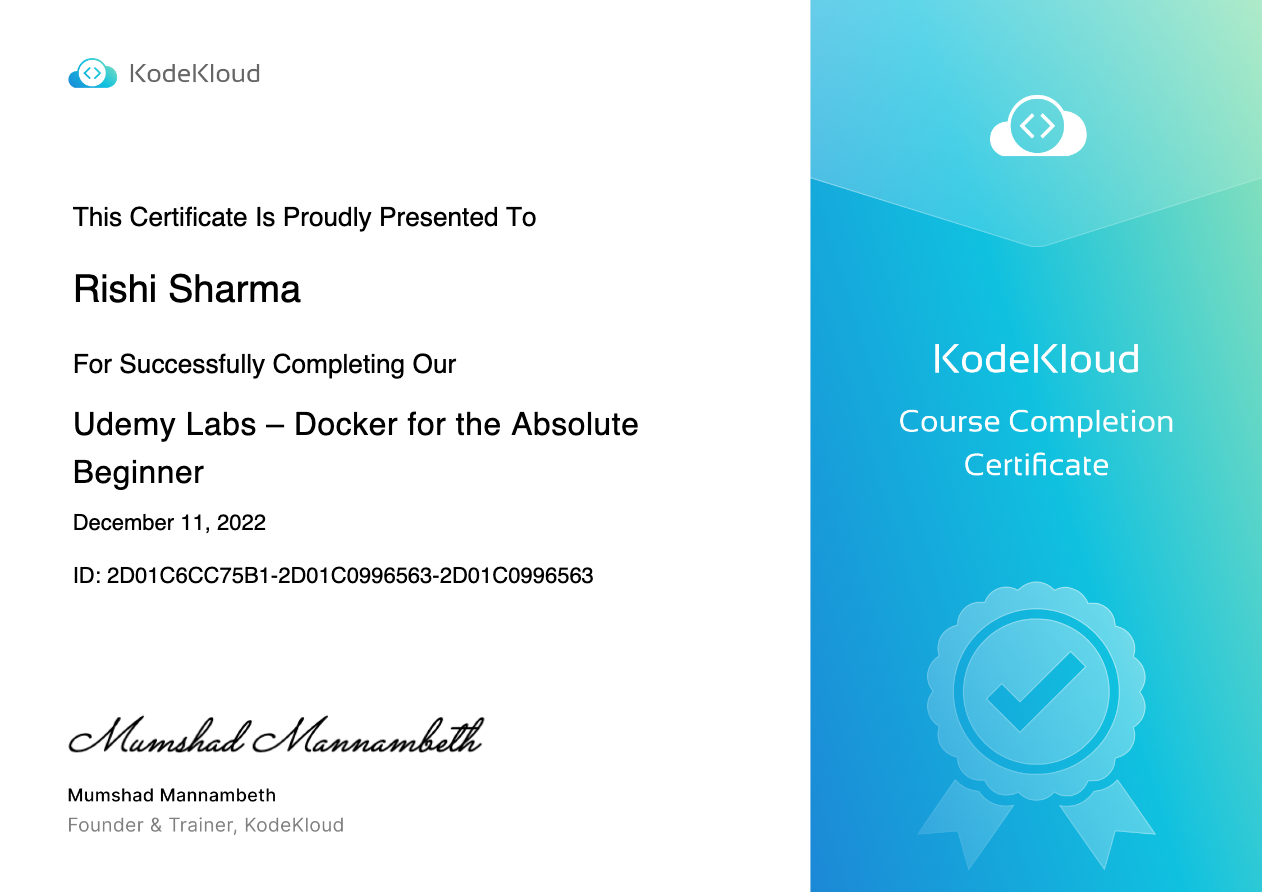 KodeKloud
This Certificate Is Proudly Presented To
Rishi Sharma
For Successfully Completing Our
Udemy Labs – Docker for the Absolute
Beginner
December 11, 2022
ID: 2D01C6CC75B1-2D01C0996563-2D01C0996563
Mumshad Mannambeth
Mumshad Mannambeth
Founder & Trainer, KodeKloud
KodeKloud
Course Completion
Certificate